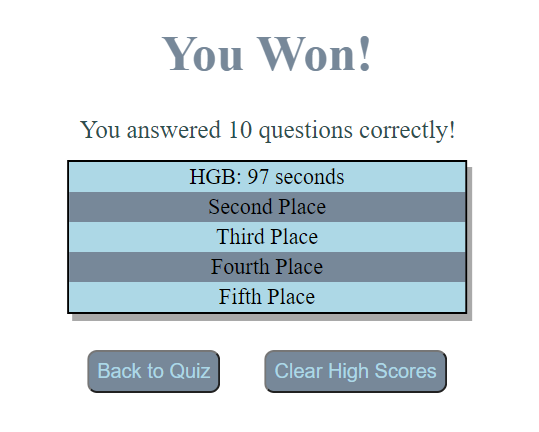 You Won!
You answered 10 questions correctly!
HGB: 97 seconds
Second Place
Third Place
Fourth Place
Fifth Place
Back to Quiz
Clear High Scores